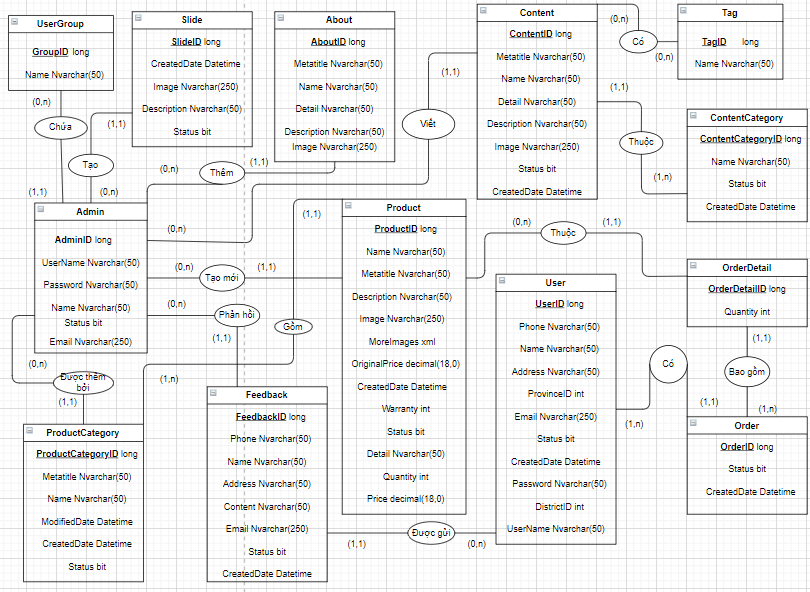 UserGroup
GroupID long
Name Nvarchar(50)
(0,n)
Chứa
(1,1)
Slide
SlideID long
CreatedDate Datetime
Image Nvarchar(250)
Description Nvarchar(50)
Status bit
(1,1)
Tạo
(0,n)
About
AboutID long
Metatitle Nvarchar(50)
Name Nvarchar(50)
Detail Nvarchar(50)
Description Nvarchar(50)
Image Nvarchar(250)
(0,n)
Thêm
(1,1)
Viết
(1,1)
(0,n)
Content
ContentID long
Metatitle Nvarchar(50)
Name Nvarchar(50)
Detail Nvarchar(50)
Description Nvarchar(50)
Image Nvarchar(250)
Status bit
CreatedDate Datetime
(0,n)
Có
(0,n)
Tag
TagID long
Name Nvarchar(50)
(1,1)
Thuộc
(1,n)
ContentCategory
ContentCategoryID long
Name Nvarchar(50)
Status bit
CreatedDate Datetime
Admin
AdminID long
UserName Nvarchar(50)
Password Nvarchar(50)
Name Nvarchar(50)
Status bit
Email Nvarchar(250)
(0,n)
Tạo mới
(1,1)
(0,n)
Phản hồi
(1,1)
(1,1)
Gồm
(1,n)
Product
ProductID long
Name Nvarchar(50)
Metatitle Nvarchar(50)
Description Nvarchar(50)
Image Nvarchar(250)
MoreImages xml
OriginalPrice decimal(18,0)
CreatedDate Datetime
Warranty int
Status bit
Detail Nvarchar(50)
Quantity int
Price decimal(18,0)
(0,n)
Thuộc
(1,1)
User
UserID long
Phone Nvarchar(50)
Name Nvarchar(50)
Address Nvarchar(50)
ProvinceID int
Email Nvarchar(250)
Status bit
CreatedDate Datetime
Password Nvarchar(50)
DistrictID int
UserName Nvarchar(50)
OrderDetail
OrderDetailID long
Quantity int
(1,1)
Bao gồm
(1,n)
Có
(1,1)
(1,n)
Order
OrderID long
Status bit
CreatedDate Datetime
(0,n)
Được thêm
bởi
(1,1)
ProductCategory
ProductCategoryID long
Metatitle Nvarchar(50)
Name Nvarchar(50)
ModifiedDate Datetime
CreatedDate Datetime
Status bit
Feedback
FeedbackID long
Phone Nvarchar(50)
Name Nvarchar(50)
Address Nvarchar(50)
Content Nvarchar(50)
Email Nvarchar(250)
Status bit
CreatedDate Datetime
(1,1)
Được gửi
(0,n)